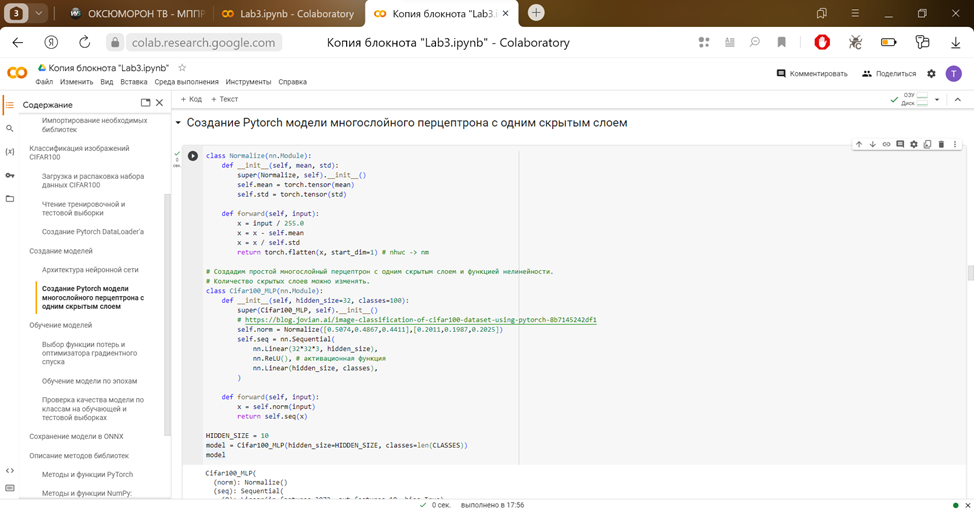 3
ОКСЮМОРОН ТВ - МППР
Lab3.ipynb - Colaboratory
Копия блокнота "Lab3.i
colab.research.google.com
Копия блокнота "Lab3.ipynb" - Colaboratory
Копия блокнота "Lab3.ipynb"
Файл Изменить Вид Вставка Среда выполнения Инструменты Справка
Комментировать
Поделиться
T
Содержание
Импортирование необходимых
библиотек
Классификация изображений
CIFAR100
Загрузка и распаковка набора
данных CIFAR100
Чтение тренировочной и
тестовой выборки
Создание Pytorch DataLoader'а
Создание моделей
Архитектура нейронной сети
Создание Pytorch модели
многослойного перцептрона с
одним скрытым слоем
Обучение моделей
Выбор функции потерь и
оптимизатора градиентного
спуска
Обучение модели по эпохам
Проверка качества модели по
классам на обучающей и
тестовой выборках
Сохранение модели в ONNX
Описание методов библиотек
Методы и функции PyTorch
Методы и функции NumPy:
+ Код + Текст
ОЗУ
Диск
Создание Pytorch модели многослойного перцептрона с одним скрытым слоем
0
сек.
class Normalize(nn.Module):
def __init__(self, mean, std):
super(Normalize, self).__init__()
self.mean = torch.tensor(mean)
self.std = torch.tensor(std)
def forward(self, input):
x = input / 255.0
x = x - self.mean
x = x / self.std
return torch.flatten(x, start_dim=1) # nhwc -> nm
# Создадим простой многослойный перцептрон с одним скрытым слоем и функцией нелинейности.
# Количество скрытых слоев можно изменять.
class Cifar100_MLP(nn.Module):
def __init__(self, hidden_size=32, classes=100):
super(Cifar100_MLP, self).__init__()
# https://blog.jovian.ai/image-classification-of-cifar100-dataset-using-pytorch-8b7145242df1
self.norm = Normalize([0.5074,0.4867,0.4411],[0.2011,0.1987,0.2025])
self.seq = nn.Sequential(
nn.Linear(32*32*3, hidden_size),
nn.ReLU(), # активационная функция
nn.Linear(hidden_size, classes),
)
def forward(self, input):
x = self.norm(input)
return self.seq(x)
HIDDEN_SIZE = 10
model = Cifar100_MLP(hidden_size=HIDDEN_SIZE, classes=len(CLASSES))
model
Cifar100_MLP(
(norm): Normalize()
(seq): Sequential(
0 сек. выполнено в 17:56